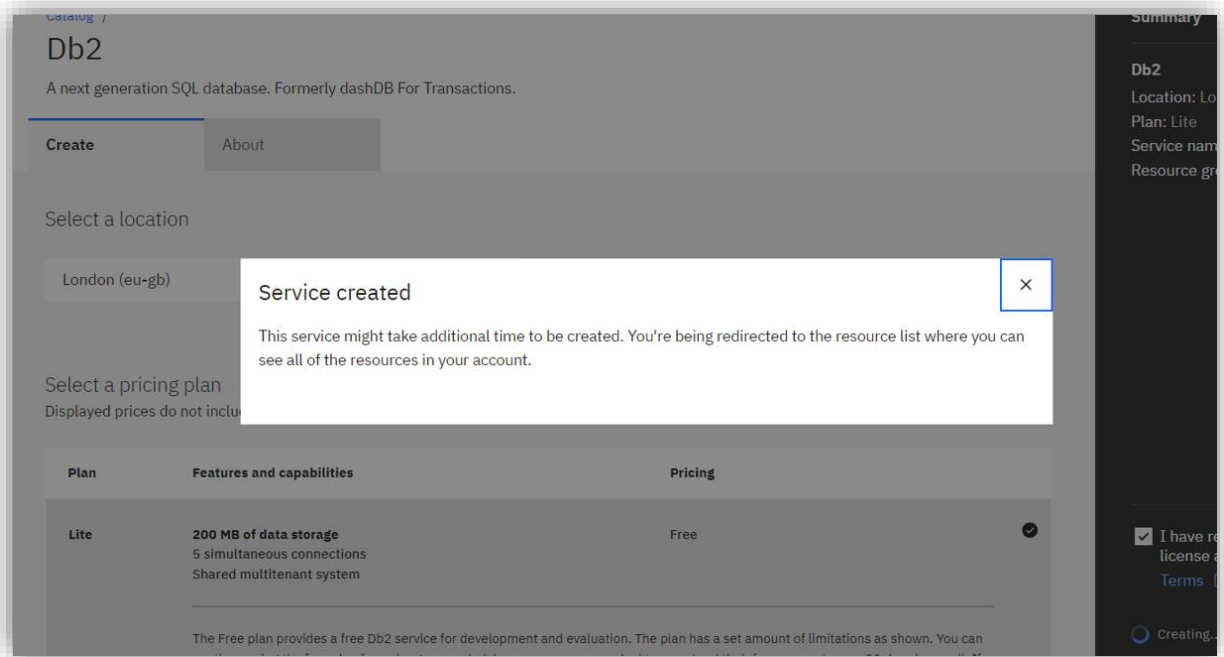 Catalog /
Db2
A next generation SQL database. Formerly dashDB For Transactions.
Create
About
Select a location
London (eu-gb)
Service created
This service might take additional time to be created. You're being redirected to the resource list where you can
see all of the resources in your account.
Select a pricing plan
Displayed prices do not
Plan Features and capabilities Pricing
Lite 200 MB of data storage Free
5 simultaneous connections
Shared multitenant system
The Free plan provides a free Db2 service for development and evaluation. The plan has a set amount of limitations as shown. You can
Summary
Db2
Location:
Plan: Lite
Service
Resource
I have
license
Terms
Creating..